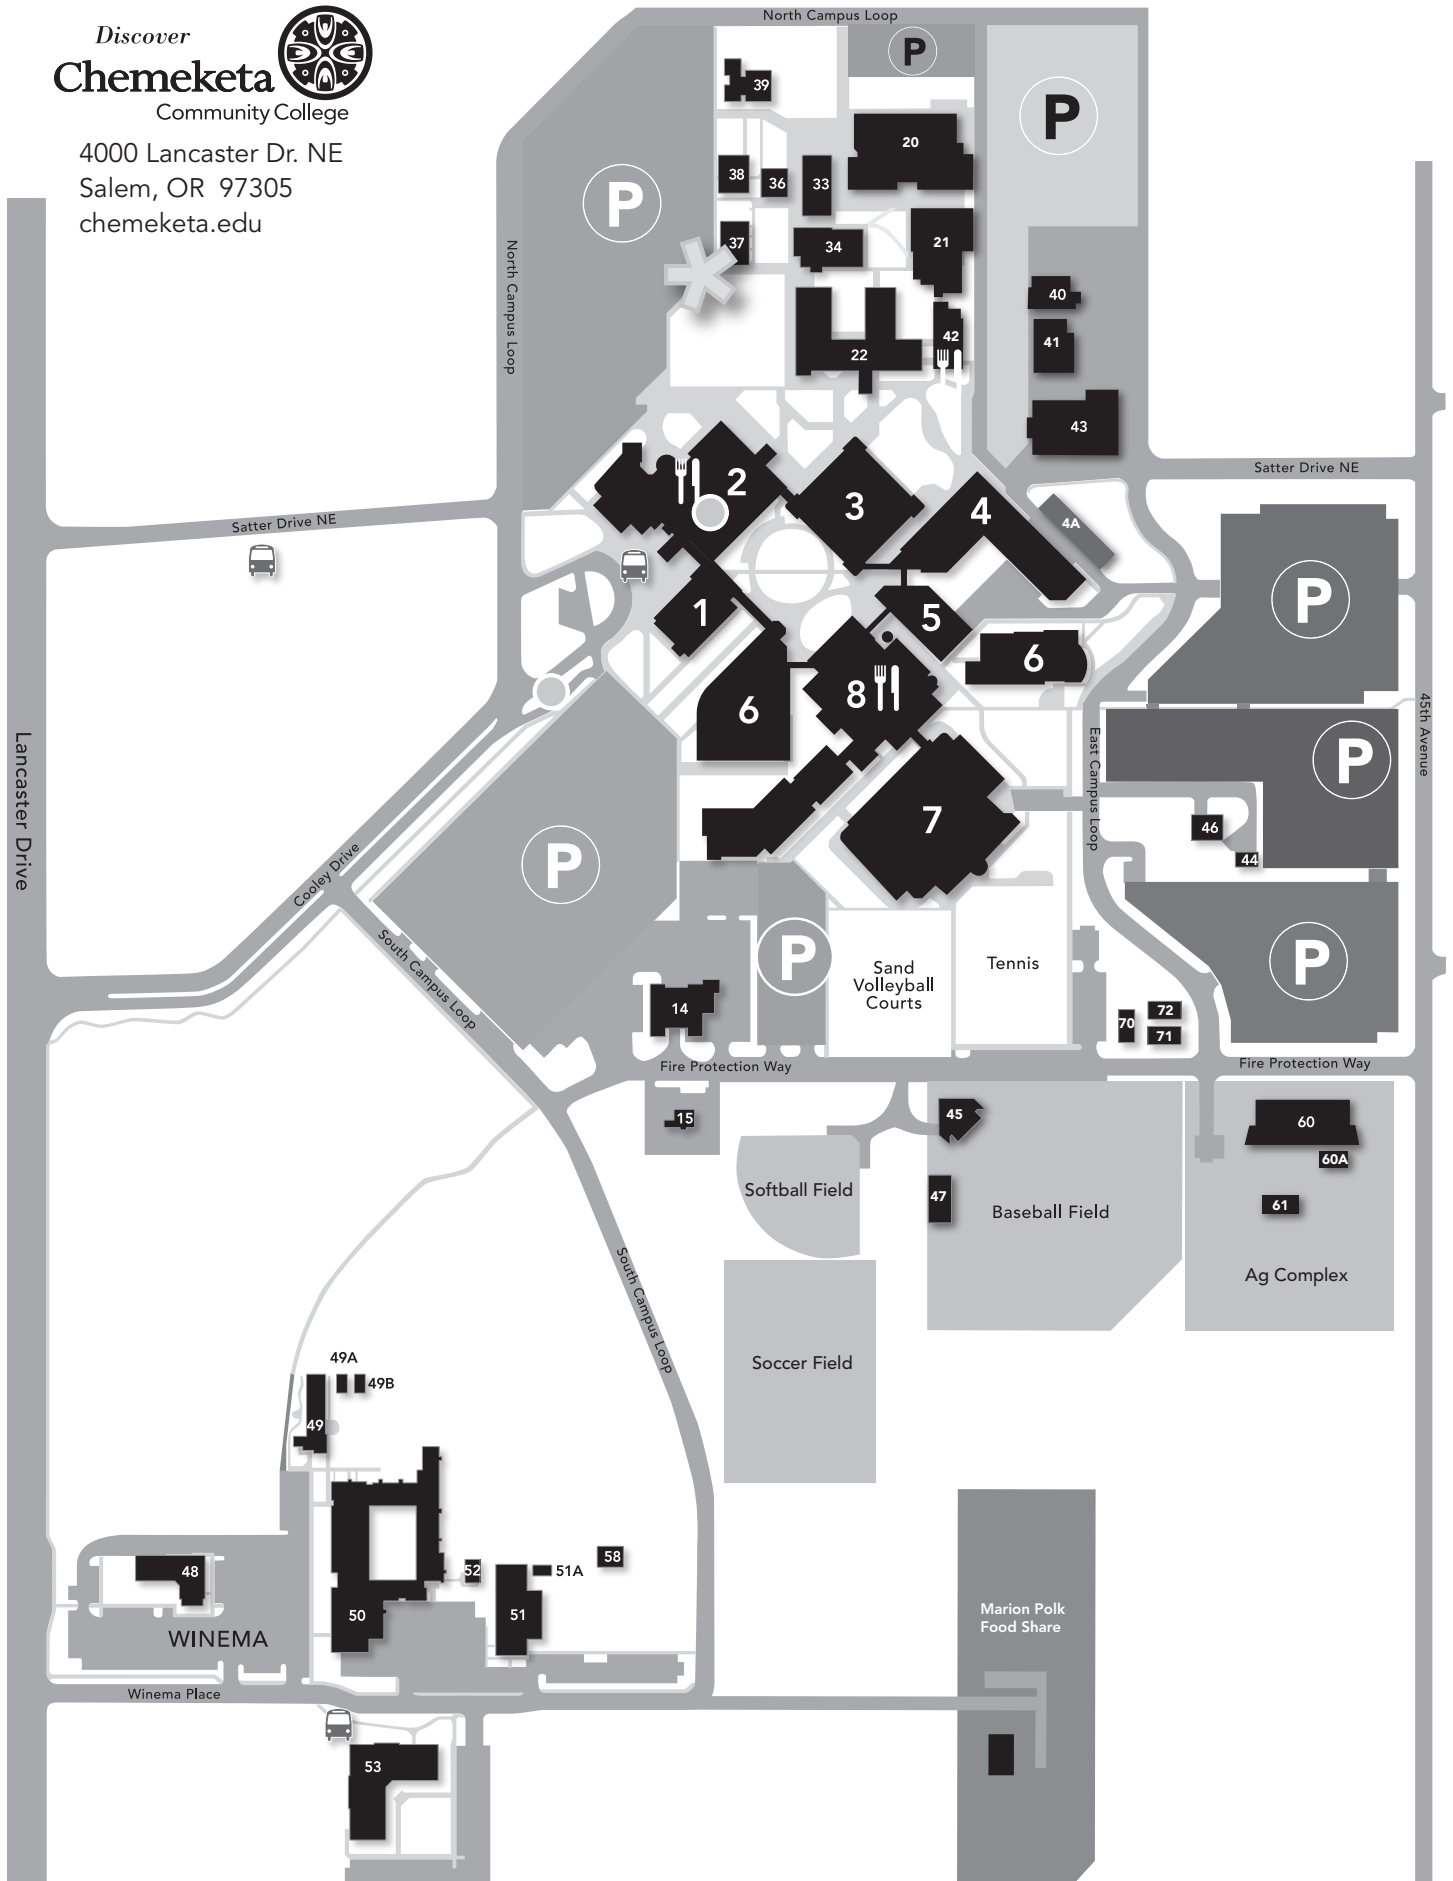 Discover
Chemeketa
Community College
4000 Lancaster Dr. NE
Salem, OR 97305
chemeketa.edu
North Campus Loop
P
P
P
39
20
38
36
33
37
34
21
North Campus Loop
40
42
41
22
43
Satter Drive NE
Satter Drive NE
2
3
4
4A
P
1
5
6
8
6
45th Avenue
Lancaster Drive
East Campus Loop
P
7
46
44
Cooley Drive
P
South Campus Loop
P
Sand
Volleyball
Courts
Tennis
P
14
70
72
71
Fire Protection Way
Fire Protection Way
15
45
60
60A
Softball Field
47
61
Baseball Field
Ag Complex
South Campus Loop
Soccer Field
49A
49B
49
58
48
52
51A
50
51
Marion Polk
Food Share
WINEMA
Winema Place
53